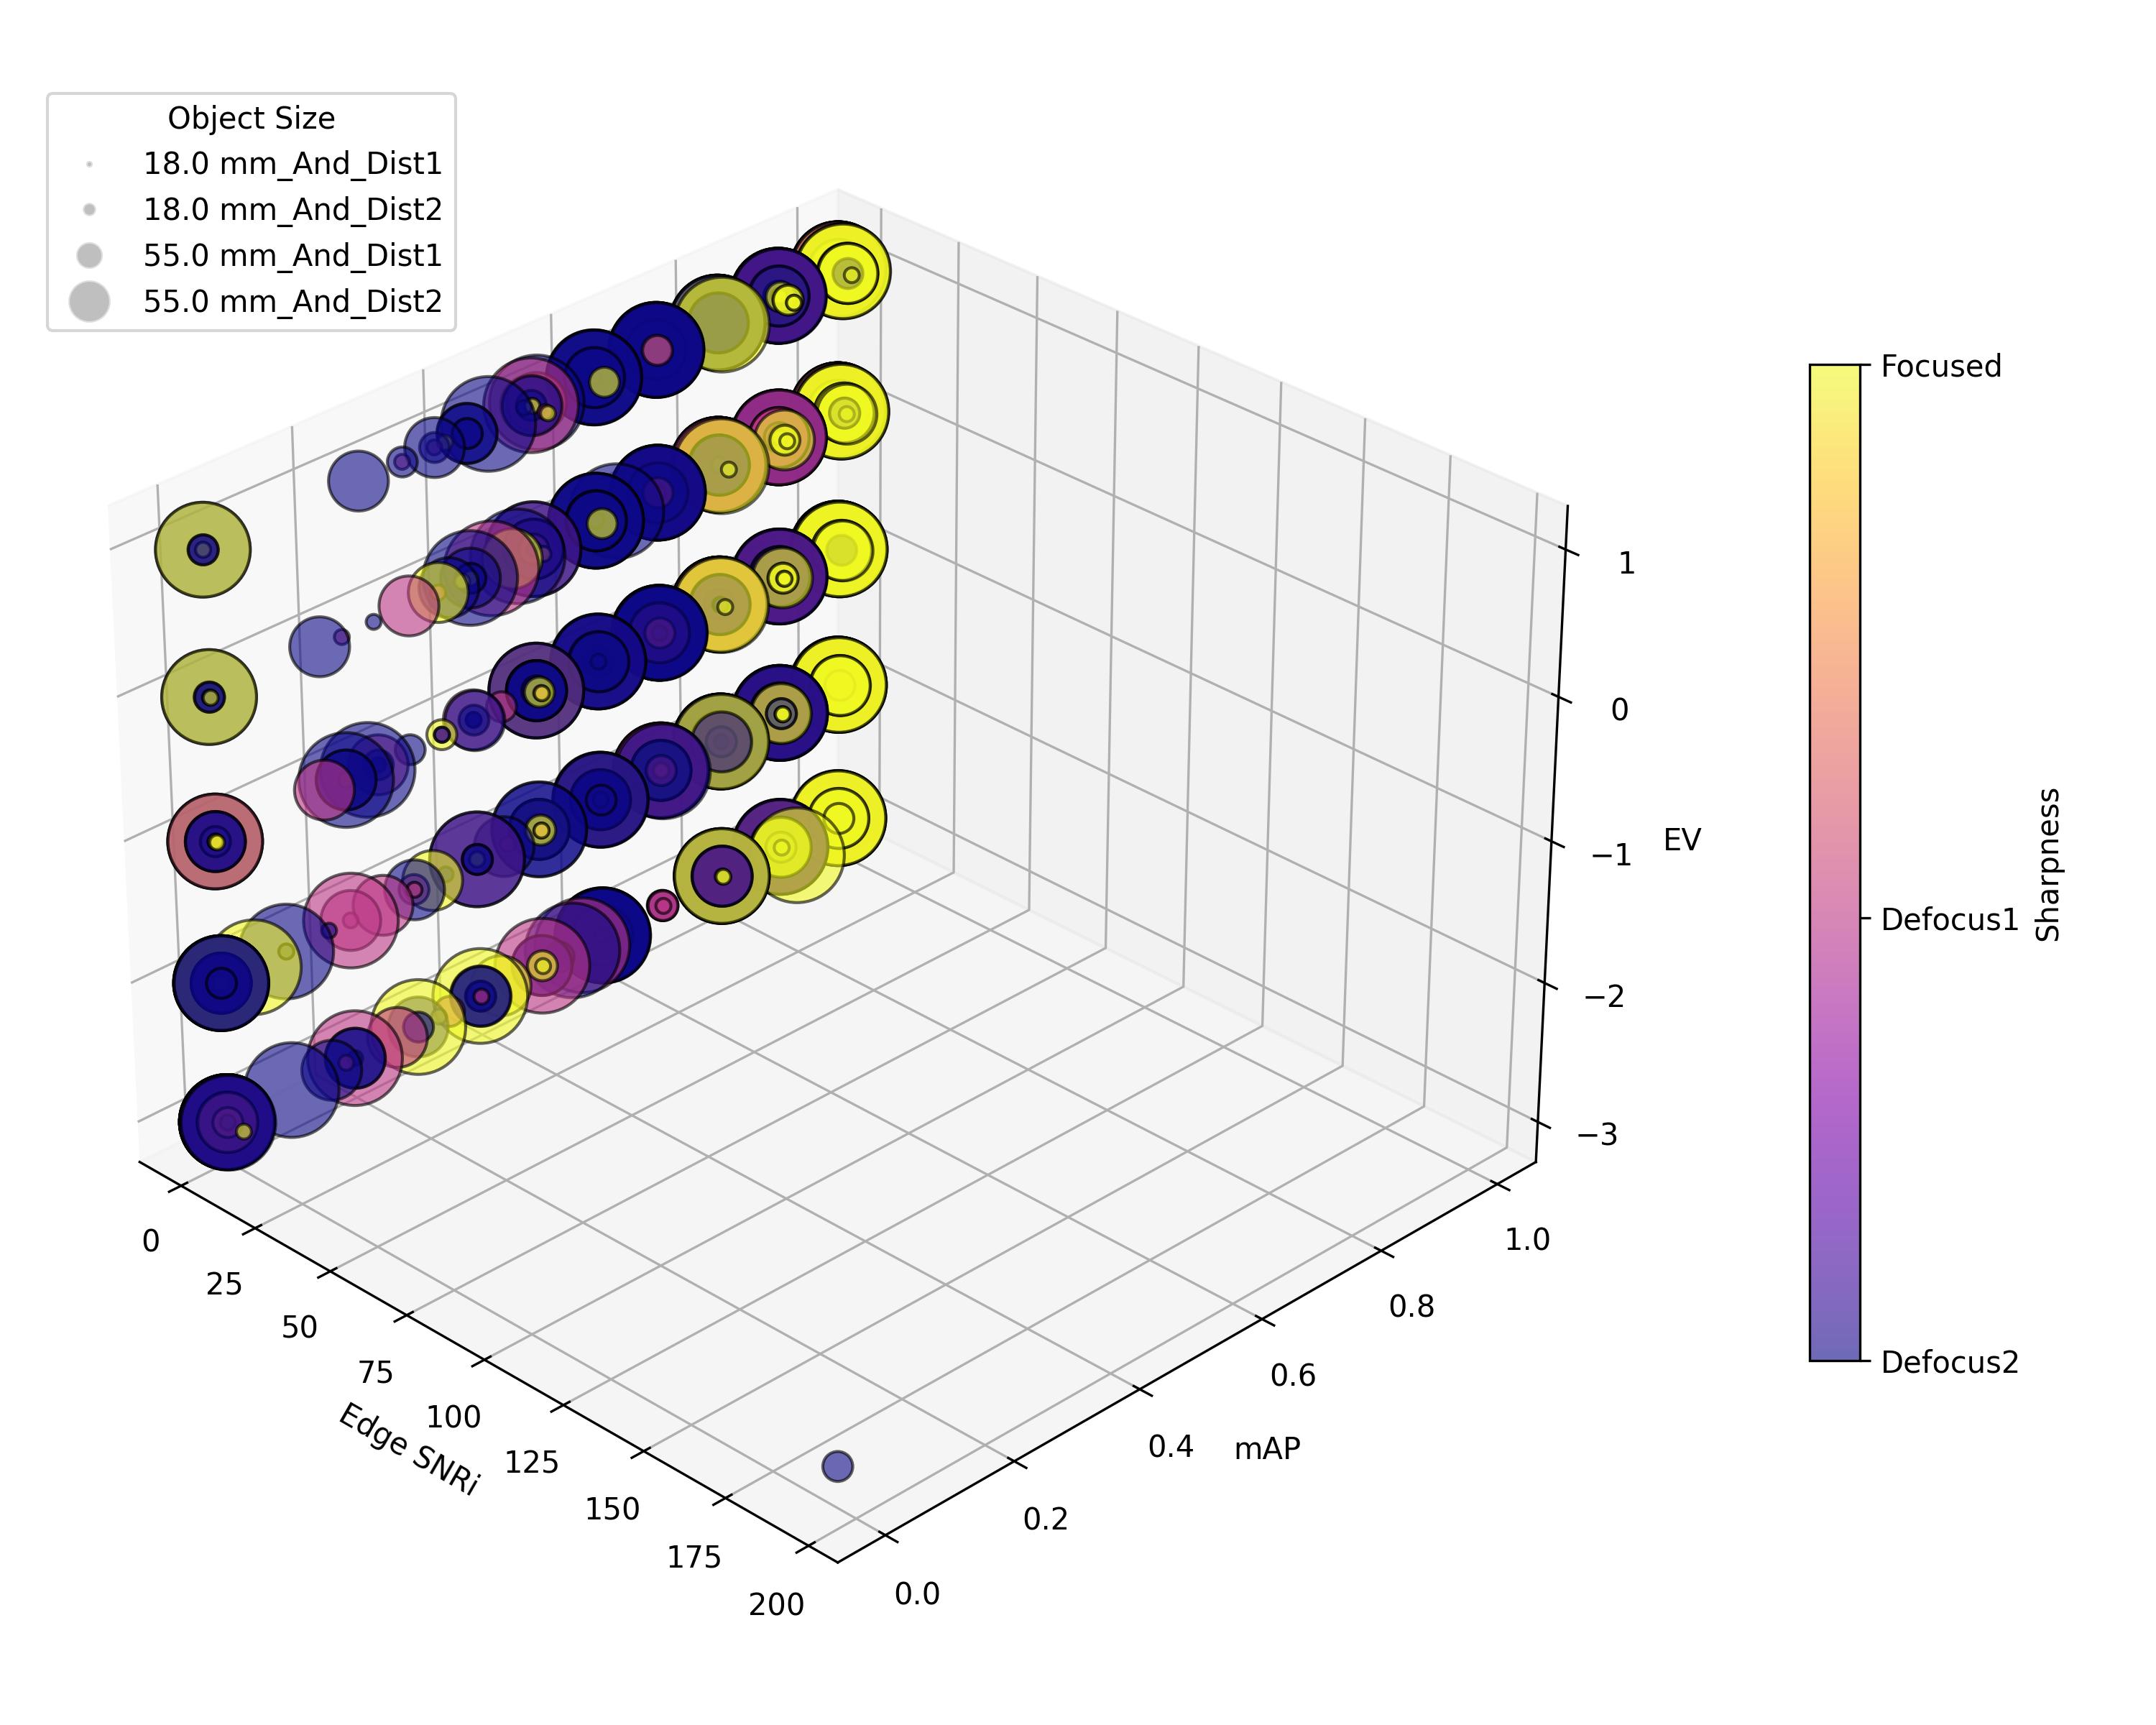 Object Size
18.0 mm_And_Dist1
18.0 mm_And_Dist2
55.0 mm_And_Dist1
55.0 mm_And_Dist2
0
25
50
75
100
125
150
175
200
Edge SNRi
0.0
0.2
0.4
0.6
0.8
1.0
mAP
1
0
−1
−2
−3
EV
Focused
Defocus1
Defocus2
Sharpness